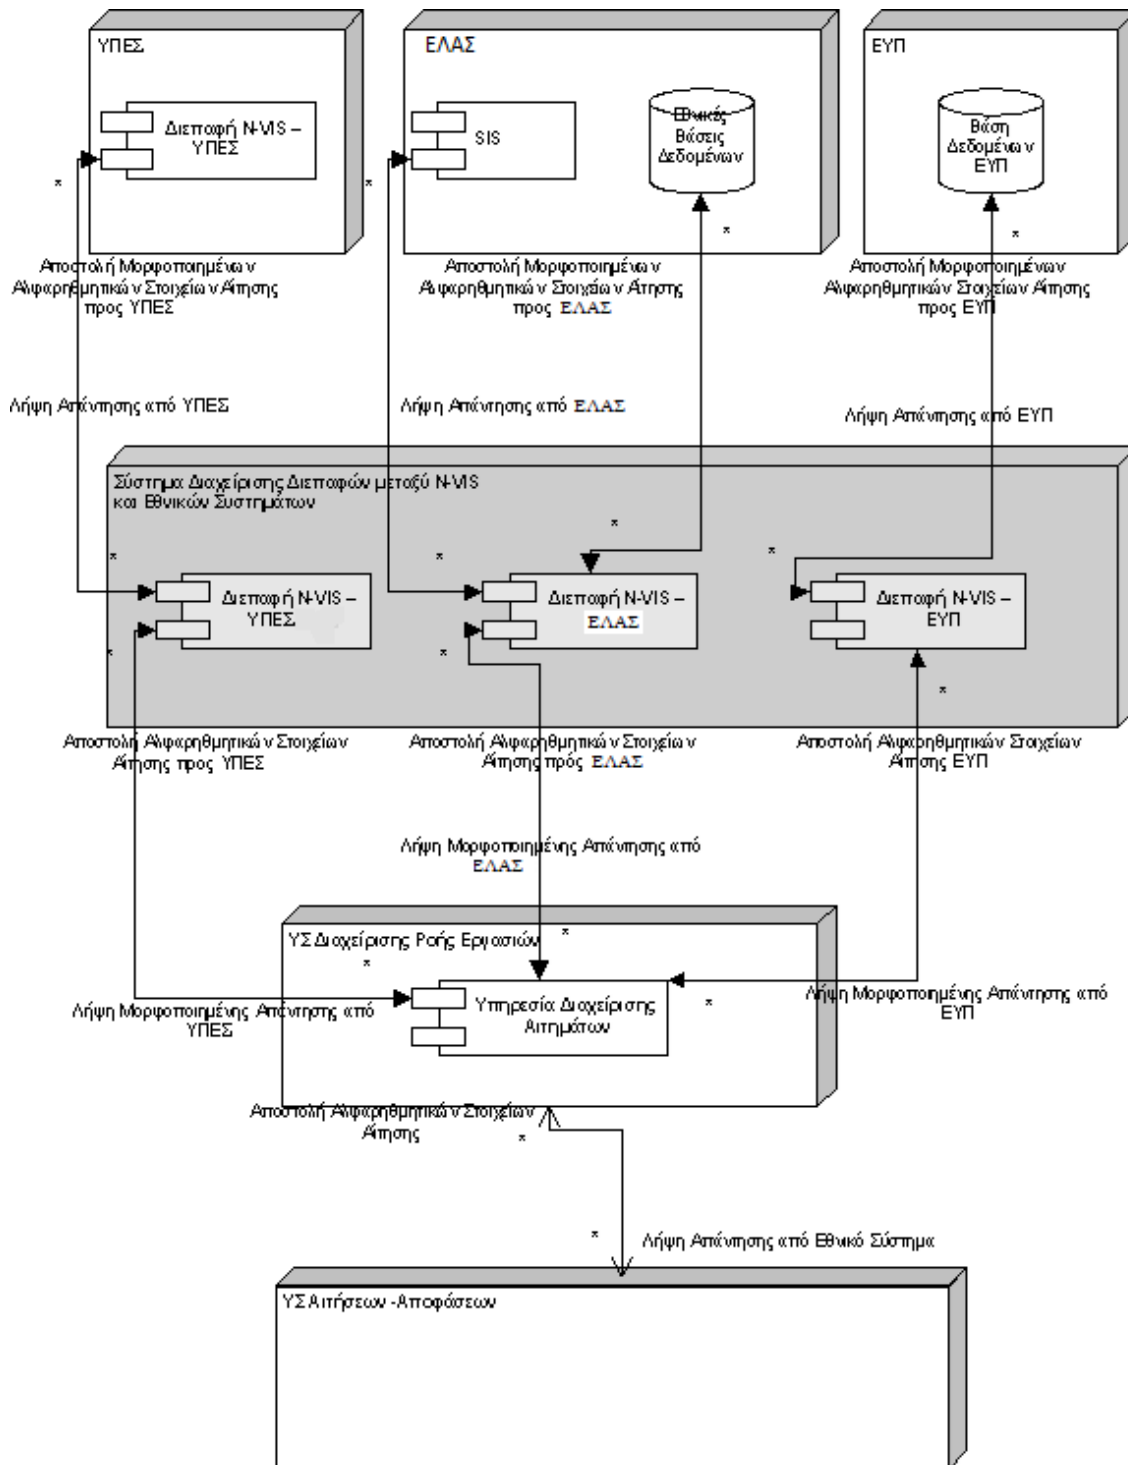 ΥΠΕΣ
ΕΛΑΣ
ΕΥΠ
Διεπαφή N-VIS –
ΥΠΕΣ
SIS
Εθνικές
Βάσεις
Δεδομένων
Βάση
Δεδομένων
ΕΥΠ
*
*
*
*
Αποστολή Μορφοποιημένων
Αλφαρηθμητικών Στοιχείων Αίτησης
προς ΥΠΕΣ
Αποστολή Μορφοποιημένων
Αλφαρηθμητικών Στοιχείων Αίτησης
προς ΕΛΑΣ
Αποστολή Μορφοποιημένων
Αλφαρηθμητικών Στοιχείων Αίτησης
προς ΕΥΠ
Λήψη Απάντησης από ΥΠΕΣ
Λήψη Απάντησης από ΕΛΑΣ
Λήψη Απάντησης από ΕΥΠ
Σύστημα Διαχείρισης Διεπαφών μεταξύ N-VIS
και Εθνικών Συστημάτων
*
*
*
*
Διεπαφή N-VIS –
ΥΠΕΣ
Διεπαφή N-VIS –
ΕΛΑΣ
Διεπαφή N-VIS –
ΕΥΠ
*
*
*
Αποστολή Αλφαρηθμητικών Στοιχείων
Αίτησης προς ΥΠΕΣ
Αποστολή Αλφαρηθμητικών Στοιχείων
Αίτησης πρός ΕΛΑΣ
Αποστολή Αλφαρηθμητικών Στοιχείων
Αίτησης ΕΥΠ
Λήψη Μορφοποιημένης Απάντησης από
ΕΛΑΣ
ΥΣ Διαχείρισης Ροής Εργασιών
*
*
*
Υπηρεσία Διαχείρισης
Αιτημάτων
Λήψη Μορφοποιημένης Απάντησης από
ΥΠΕΣ
Λήψη Μορφοποιημένης Απάντησης από
ΕΥΠ
Αποστολή Αλφαρηθμητικών Στοιχείων
Αίτησης
*
*
Λήψη Απάντησης από Εθνικό Σύστημα
ΥΣ Αιτήσεων -Αποφάσεων